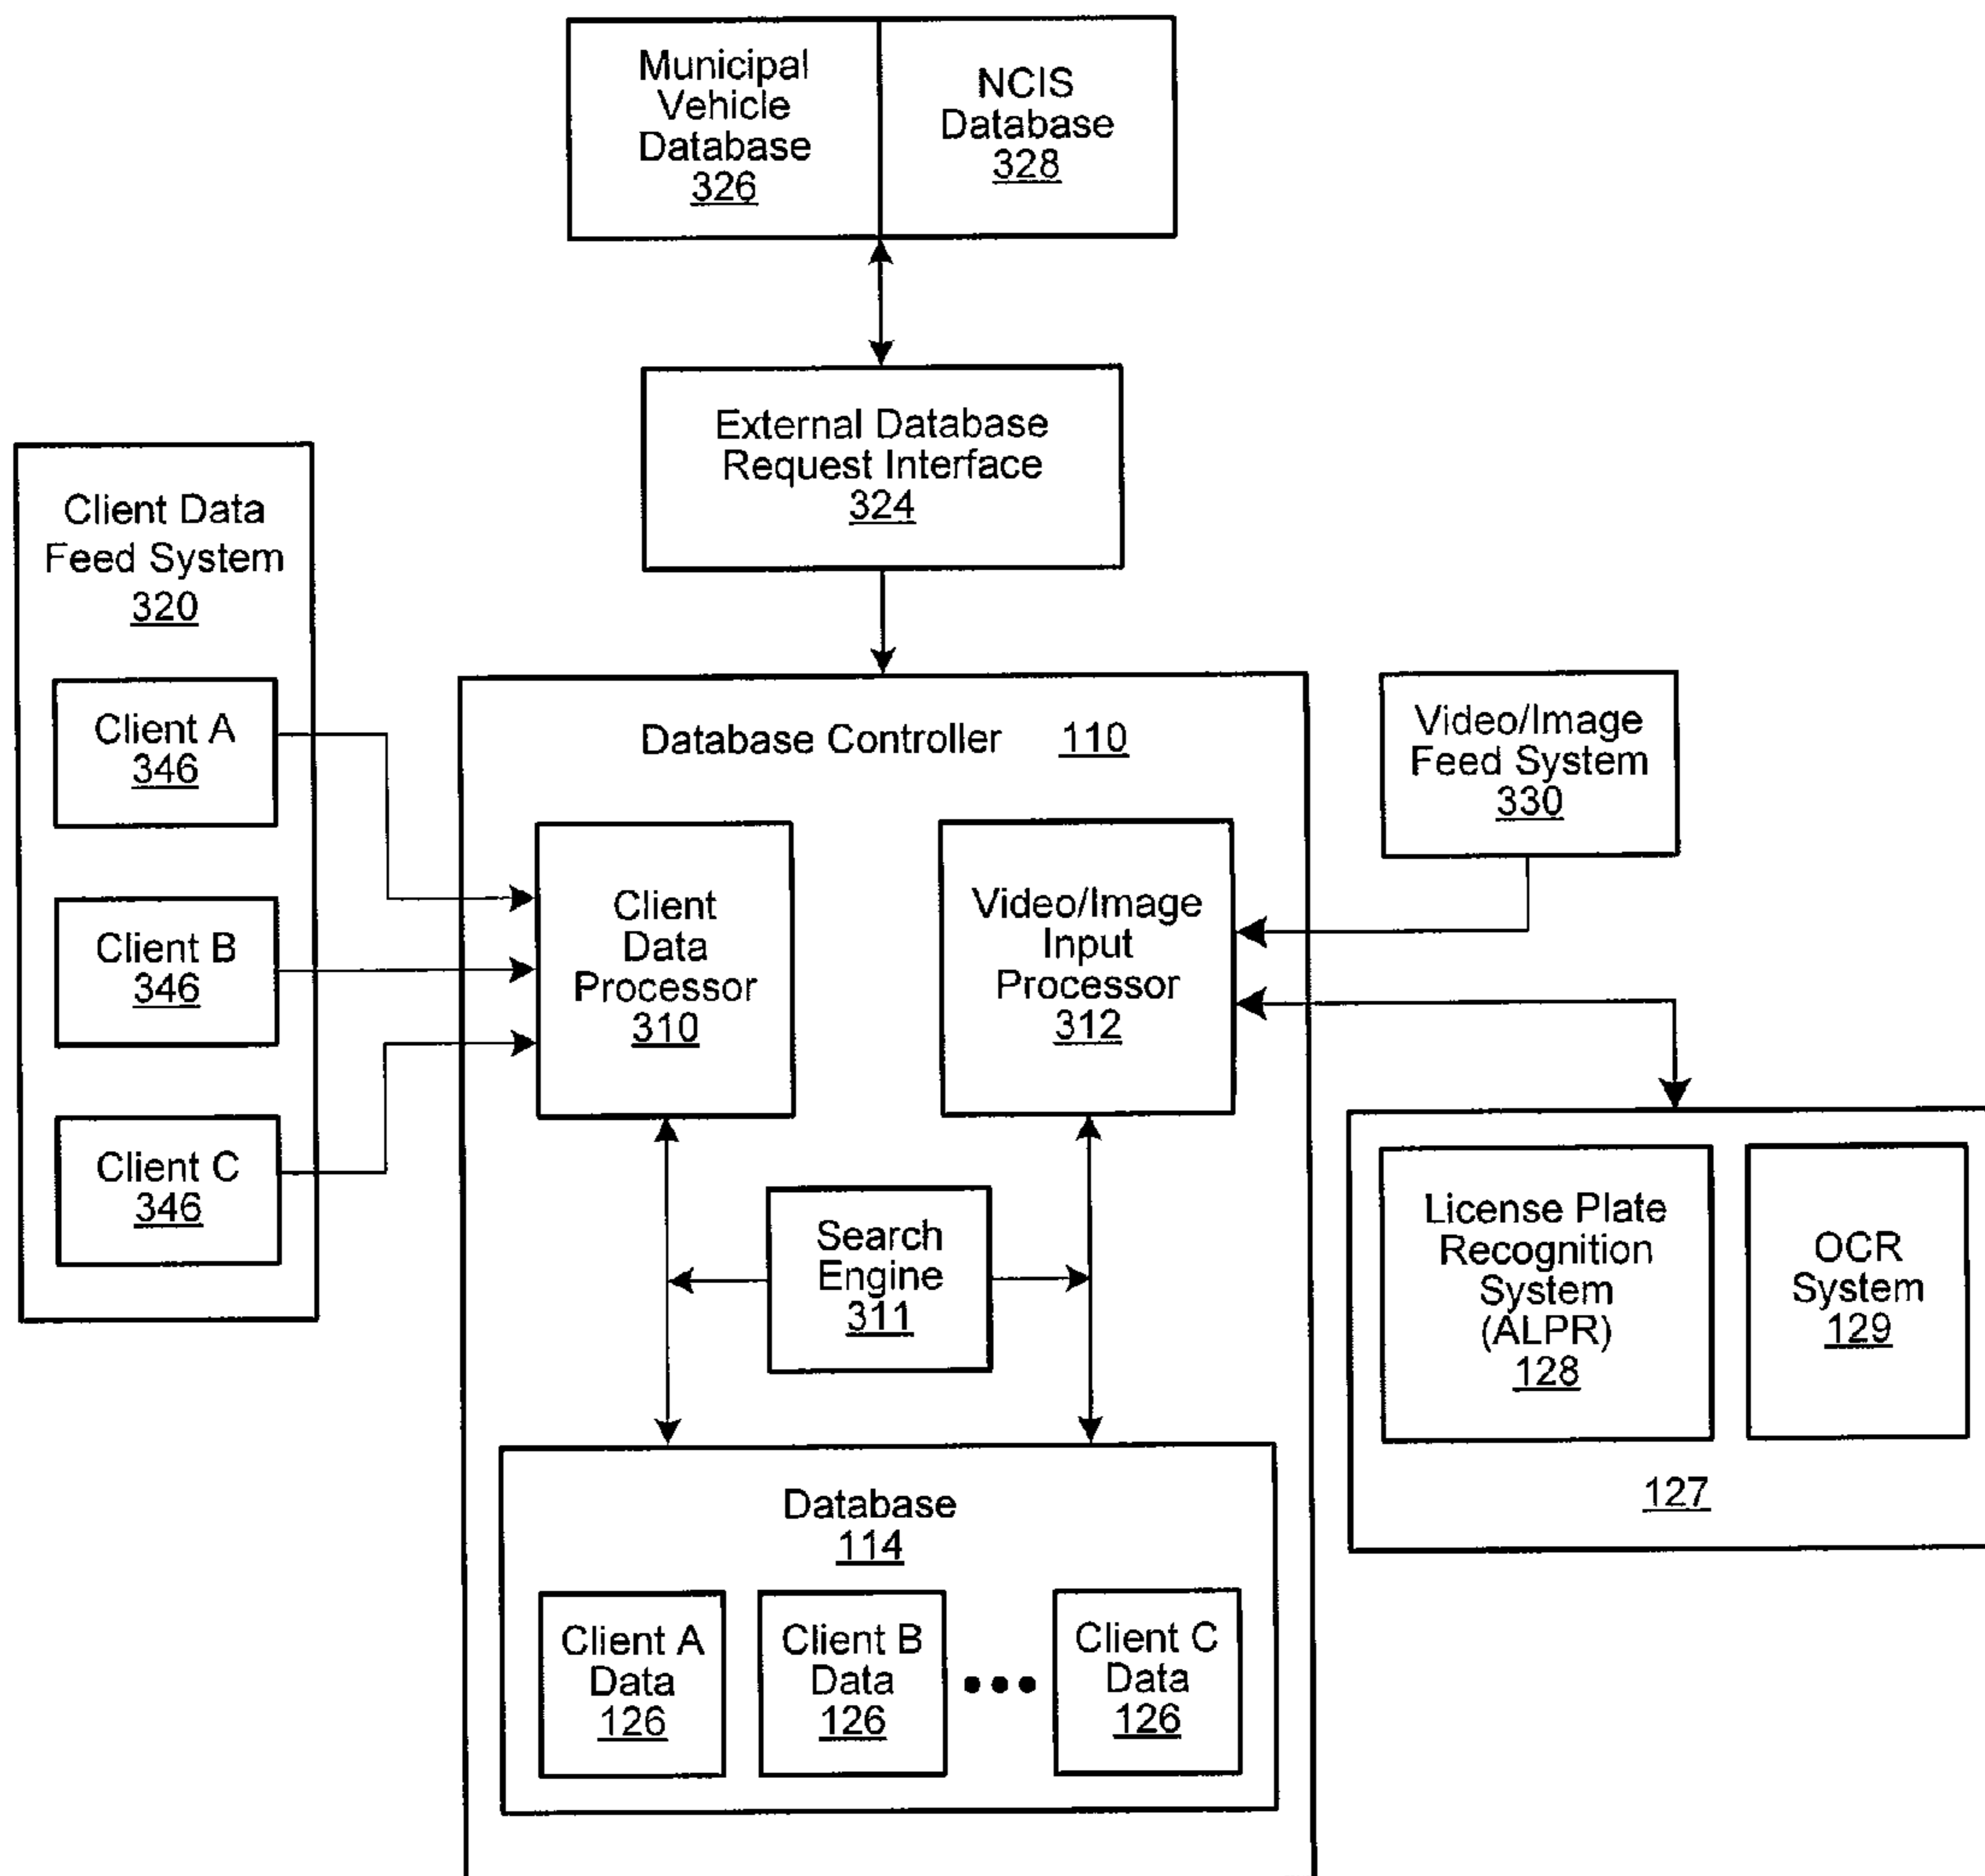 Municipal
Vehicle
Database
326
NCIS
Database
328
External Database
Request Interface
324
Client Data
Feed System
320
Client A
346
Client B
346
Client C
346
Database Controller 110
Client
Data
Processor
310
Video/Image
Input
Processor
312
Search
Engine
311
Video/Image
Feed System
330
License Plate
Recognition
System
(ALPR)
128
OCR
System
129
127
Database
114
Client A
Data
126
Client B
Data
126
Client C
Data
126